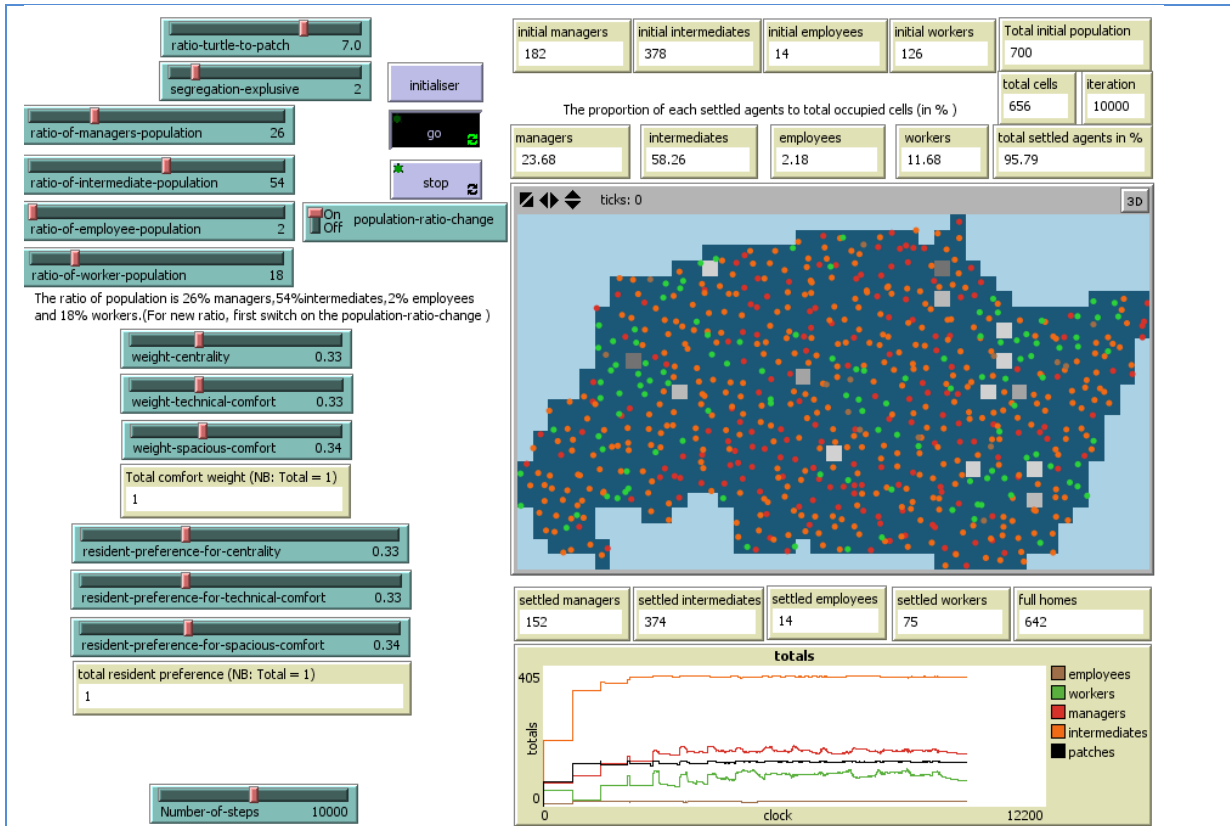 ratio-turtle-to-patch 7.0
segregation-explusive 2
initialiser
ratio-of-managers-population 26
go
ratio-of-intermediate-population 54
stop
ratio-of-employee-population 2
On
Off
population-ratio-change
ratio-of-worker-population 18
The ratio of population is 26% managers,54%intermediates,2% employees
and 18% workers.(For new ratio, first switch on the population-ratio-change )
weight-centrality 0.33
weight-technical-comfort 0.33
weight-spacious-comfort 0.34
Total comfort weight (NB: Total = 1)
1
resident-preference-for-centrality 0.33
resident-preference-for-technical-comfort 0.33
resident-preference-for-spacious-comfort 0.34
total resident preference (NB: Total = 1)
1
Number-of-steps 10000
initial managers
182
initial intermediates
378
initial employees
14
initial workers
126
Total initial population
700
total cells
656
iteration
10000
The proportion of each settled agents to total occupied cells (in % )
managers
23.68
intermediates
58.26
employees
2.18
workers
11.68
total settled agents in %
95.79
ticks: 0
3D
settled managers
152
settled intermediates
374
settled employees
14
settled workers
75
full homes
642
totals
405
totals
0
0
clock
12200
employees
workers
managers
intermediates
patches